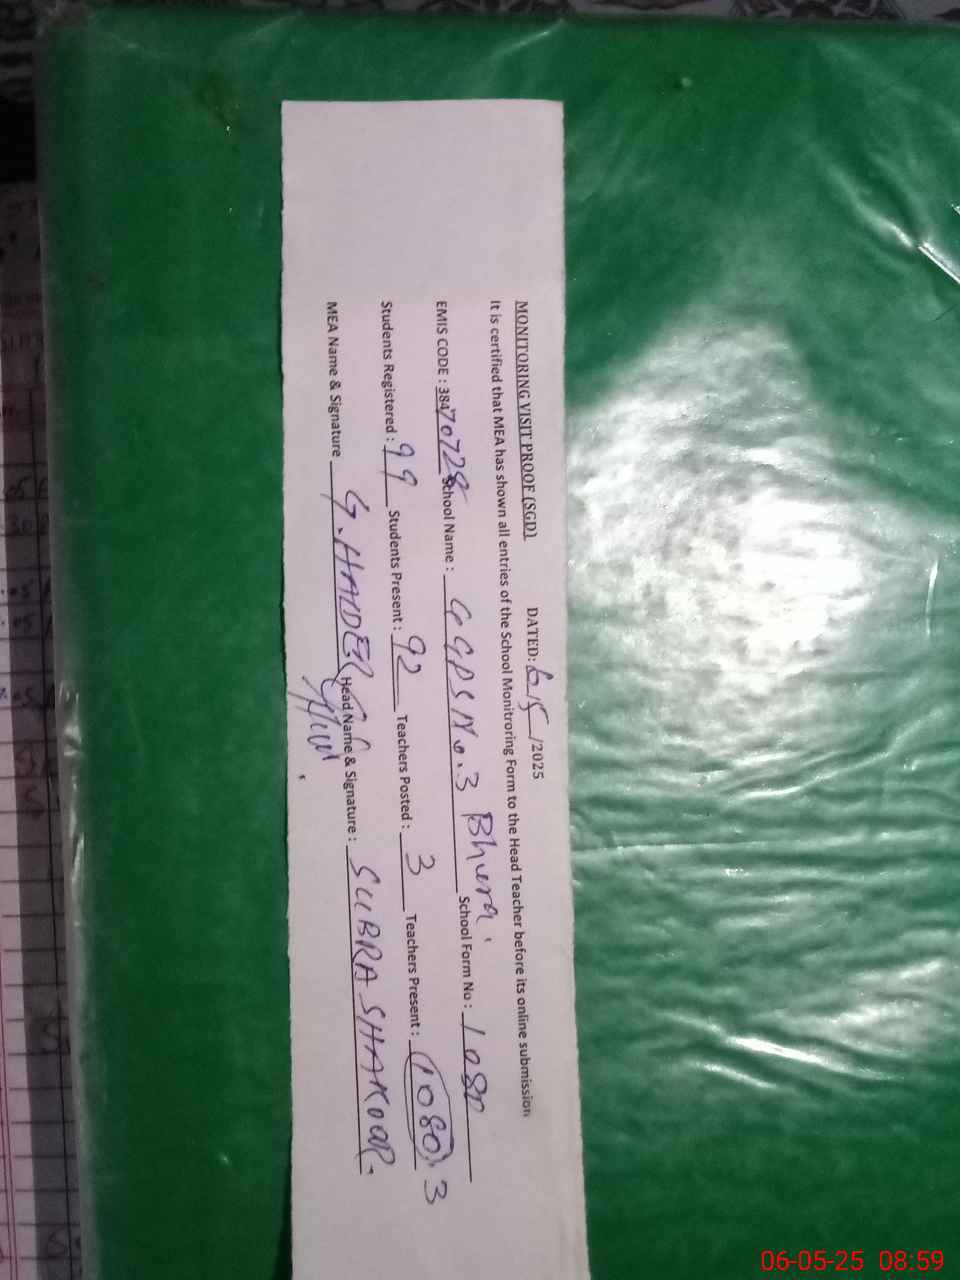 MONITORING VISIT PROOF (SGD) DATED: 6/5/2025
It is certified that MEA has shown all entries of the School Monitroring Form to the Head Teacher before its online submission
EMIS CODE : 38470728 School Name : GGPS No.3 Bhera. School Form No : 1080
Students Registered : 99 Students Present : 92 Teachers Posted : 3 Teachers Present : (1080). 3
MEA Name & Signature G. HAIDER Head Name & Signature : SUBRA SHAKOOR.
06-05-25 08:59